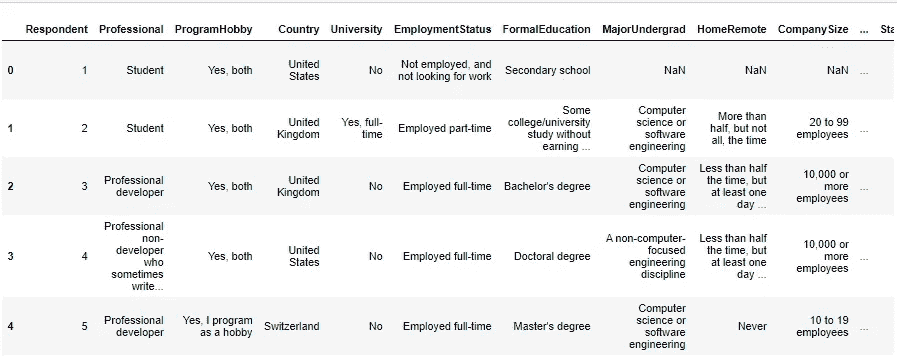 Respondent Professional ProgramHobby Country University EmploymentStatus FormalEducation MajorUndergrad HomeRemote CompanySize ... Sta
0 1 Student Yes, both United States No Not employed, and not looking for work Secondary school NaN NaN NaN ...
1 2 Student Yes, both United Kingdom Yes, full-time Employed part-time Some college/university study without earning ... Computer science or software engineering More than half, but not all, the time 20 to 99 employees ...
2 3 Professional developer Yes, both United Kingdom No Employed full-time Bachelor's degree Computer science or software engineering Less than half the time, but at least one day ... 10,000 or more employees ...
3 4 Professional non-developer who sometimes write... Yes, both United States No Employed full-time Doctoral degree A non-computer-focused engineering discipline Less than half the time, but at least one day ... 10,000 or more employees ...
4 5 Professional developer Yes, I program as a hobby Switzerland No Employed full-time Master's degree Computer science or software engineering Never 10 to 19 employees ...